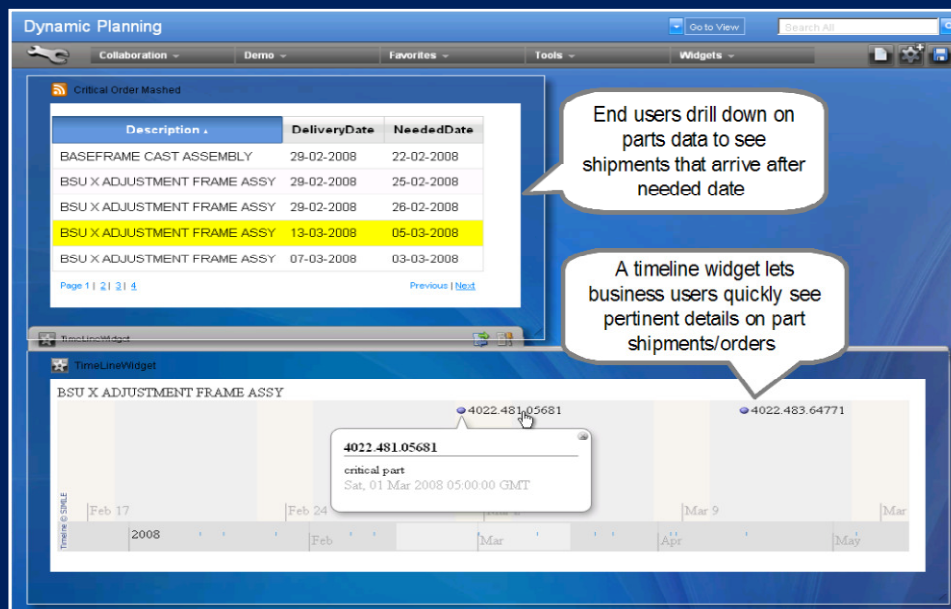 Dynamic Planning
Go to View
Search All
Collaboration
Demo
Favorites
Tools
Widgets
Critical Order Mashed
Description DeliveryDate NeededDate
BASEFRAME CAST ASSEMBLY 29-02-2008 22-02-2008
BSU X ADJUSTMENT FRAME ASSY 29-02-2008 25-02-2008
BSU X ADJUSTMENT FRAME ASSY 29-02-2008 26-02-2008
BSU X ADJUSTMENT FRAME ASSY 13-03-2008 05-03-2008
BSU X ADJUSTMENT FRAME ASSY 07-03-2008 03-03-2008
Page 1 | 2 | 3 | 4
Previous | Next
End users drill down on
parts data to see
shipments that arrive after
needed date
A timeline widget lets
business users quickly see
pertinent details on part
shipments/orders
TimeLineWidget
TimeLineWidget
BSU X ADJUSTMENT FRAME ASSY
4022.481.05681
4022.483.64771
4022.481.05681
critical part
Sat, 01 Mar 2008 05:00:00 GMT
Feb 17
Feb 24
Mar 9
Mar
Timeline © SIMILE
2008
Feb
Mar
Apr
May